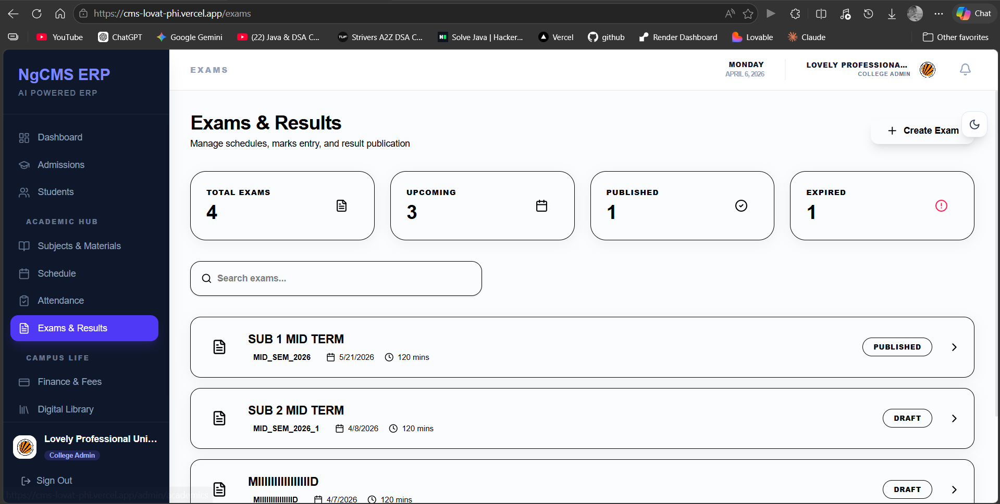 https://cms-lovat-phi.vercel.app/exams
Chat
YouTube
ChatGPT
Google Gemini
(22) Java & DSA C...
TUF
Strivers A2Z DSA C...
Solve Java | Hacker...
Vercel
github
Render Dashboard
Lovable
Claude
Other favorites
NgCMS ERP
AI POWERED ERP
EXAMS
MONDAY
APRIL 6, 2026
LOVELY PROFESSIONA...
COLLEGE ADMIN
Dashboard
Admissions
Students
ACADEMIC HUB
Subjects & Materials
Schedule
Attendance
Exams & Results
CAMPUS LIFE
Finance & Fees
Digital Library
Lovely Professional Uni...
College Admin
Sign Out
https://cms-lovat-phi.vercel.app/admin/academics
Exams & Results
Manage schedules, marks entry, and result publication
Create Exam
TOTAL EXAMS
4
UPCOMING
3
PUBLISHED
1
EXPIRED
1
Search exams...
SUB 1 MID TERM
MID_SEM_2026 5/21/2026 120 mins
PUBLISHED
SUB 2 MID TERM
MID_SEM_2026_1 4/8/2026 120 mins
DRAFT
4/7/2026 120 mins
DRAFT